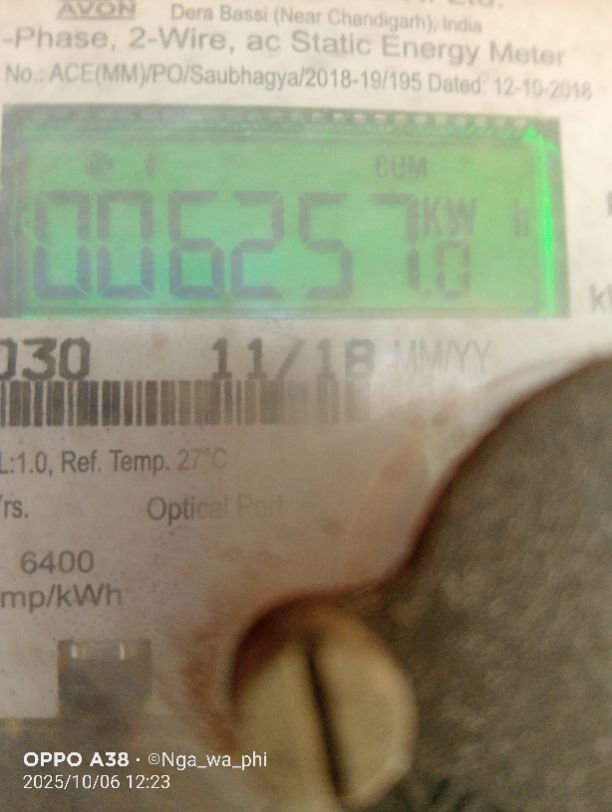 AVON
Dera Bassi (Near Chandigarh), India
-Phase, 2-Wire, ac Static Energy Meter
No.: ACE(MM)/PO/Saubhagya/2018-19/195 Dated: 12-10-2018
CUM
006257.0 KW h
030 11/18 MM/YY
L:1.0, Ref. Temp. 27°C
rs. Optical Port
6400
mp/kWh
OPPO A38 · ©Nga_wa_phi
2025/10/06 12:23